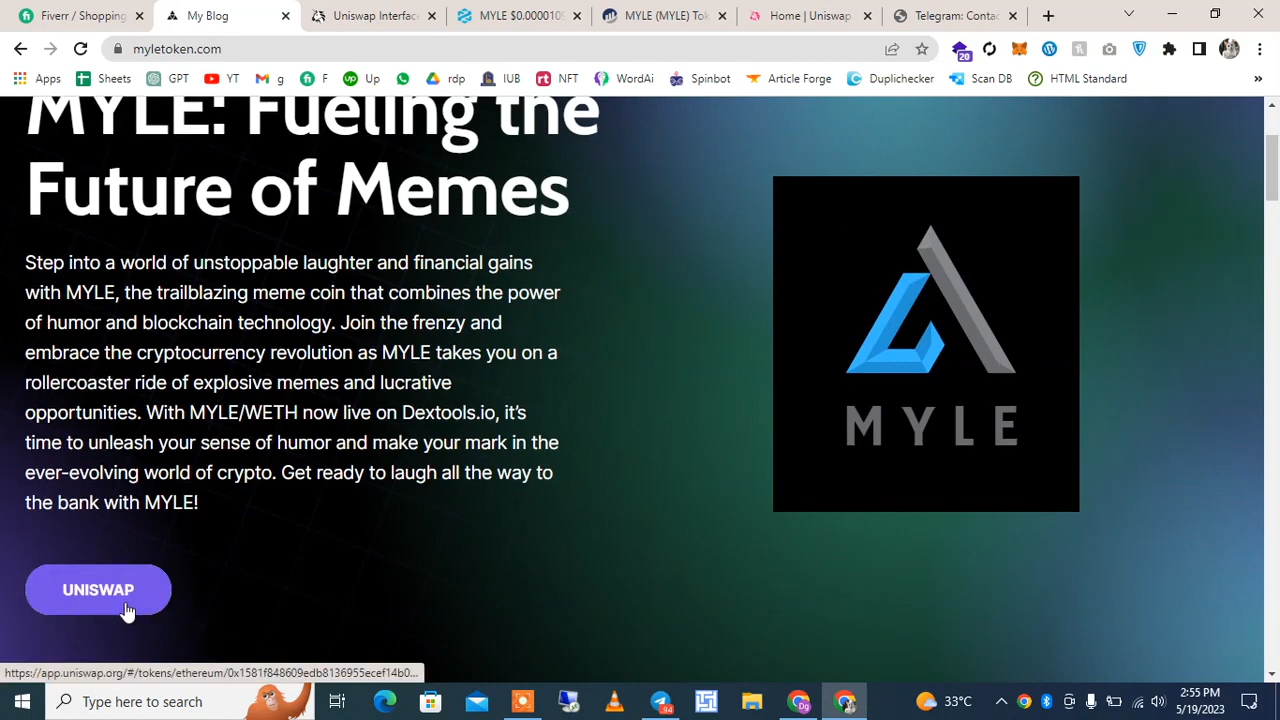 Fiverr / Shopping
My Blog
Uniswap Interfac
MYLE $0.0000109
MYLE (MYLE) Tok
Home | Uniswap
Telegram: Contac
myletoken.com
20
Apps
Sheets
GPT
YT
g
F
Up
rdp
IUB
NFT
WordAi
Spinbot
Article Forge
Duplichecker
Scan DB
HTML Standard
»
MYLE: Fueling the
Future of Memes
Step into a world of unstoppable laughter and financial gains
with MYLE, the trailblazing meme coin that combines the power
of humor and blockchain technology. Join the frenzy and
embrace the cryptocurrency revolution as MYLE takes you on a
rollercoaster ride of explosive memes and lucrative
opportunities. With MYLE/WETH now live on Dextools.io, it's
time to unleash your sense of humor and make your mark in the
ever-evolving world of crypto. Get ready to laugh all the way to
the bank with MYLE!
MYLE
UNISWAP
https://app.uniswap.org/#/tokens/ethereum/0x1581f848609edb8136955ecef14b0...
Type here to search
94
33°C
2:55 PM
5/19/2023